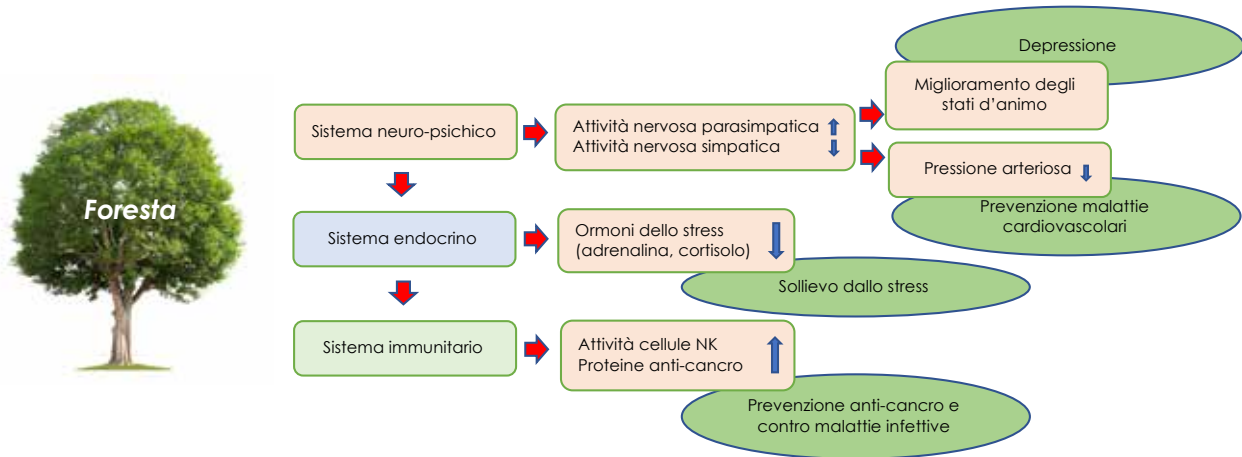 Foresta
Sistema neuro-psichico
Attività nervosa parasimpatica
Attività nervosa simpatica
Depressione
Miglioramento degli
stati d'animo
Pressione arteriosa
Prevenzione malattie
cardiovascolari
Sistema endocrino
Ormoni dello stress
(adrenalina, cortisolo)
Sollievo dallo stress
Sistema immunitario
Attività cellule NK
Proteine anti-cancro
Prevenzione anti-cancro e
contro malattie infettive